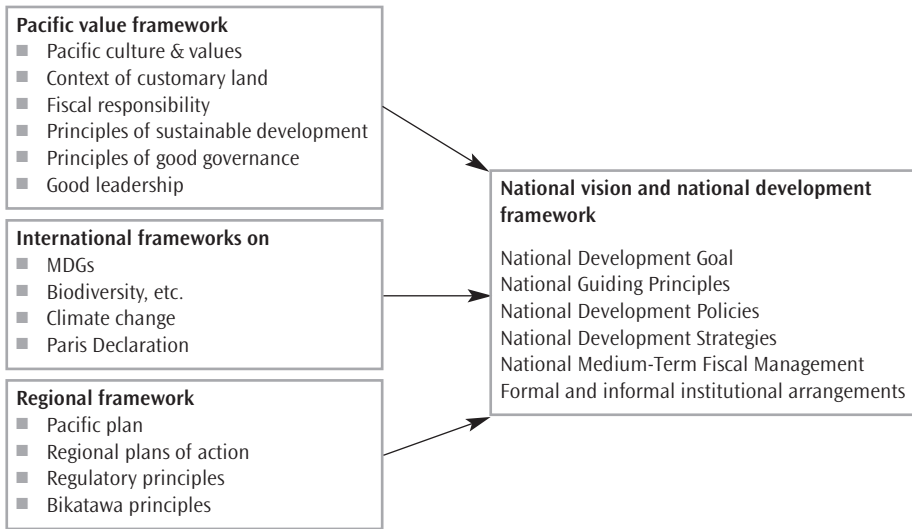 Pacific value framework
Pacific culture & values
Context of customary land
Fiscal responsibility
Principles of sustainable development
Principles of good governance
Good leadership
International frameworks on
MDGs
Biodiversity, etc.
Climate change
Paris Declaration
Regional framework
Pacific plan
Regional plans of action
Regulatory principles
Bikatawa principles
National vision and national development
framework
National Development Goal
National Guiding Principles
National Development Policies
National Development Strategies
National Medium-Term Fiscal Management
Formal and informal institutional arrangements